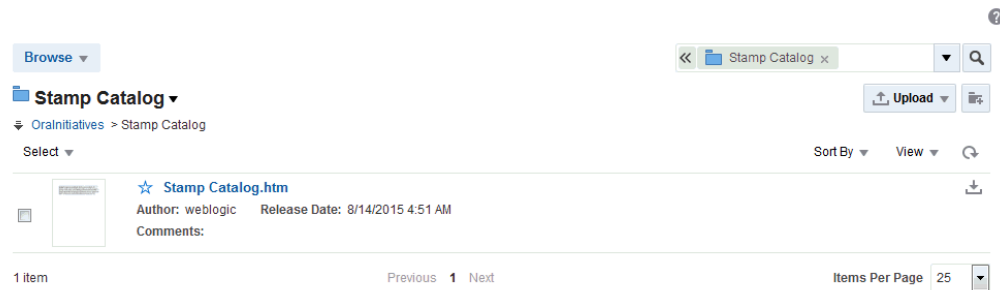 Browse
Stamp Catalog x
Stamp Catalog
Upload
OraInitiatives > Stamp Catalog
Select
Sort By View
Stamp Catalog.htm
Author: weblogic Release Date: 8/14/2015 4:51 AM
Comments:
1 item
Previous 1 Next
Items Per Page 25